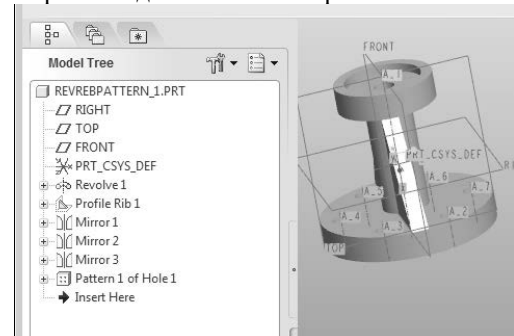 Model Tree
REVREBPATTERN_1.PRT
RIGHT
TOP
FRONT
PRT_CSYS_DEF
Revolve 1
Profile Rib 1
Mirror 1
Mirror 2
Mirror 3
Pattern 1 of Hole 1
Insert Here
FRONT
A_1
PRT_CSYS_DEF
A_6
A_5
A_7
A_4
A_3
A_2
TOP